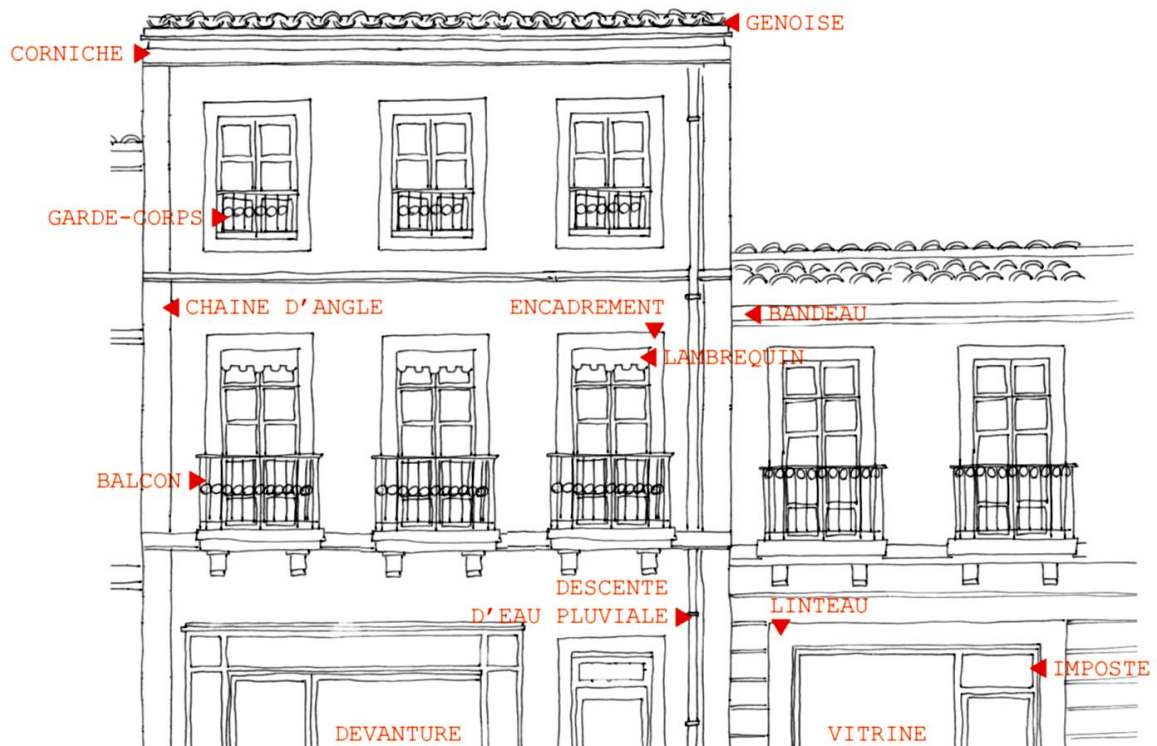 GENOISE
CORNICHE
GARDE-CORPS
CHAINE D'ANGLE
ENCADREMENT
BANDEAU
LAMBREQUIN
BALCON
DESCENTE
D'EAU PLUVIALE
LINTEAU
IMPOSTE
DEVANTURE
VITRINE